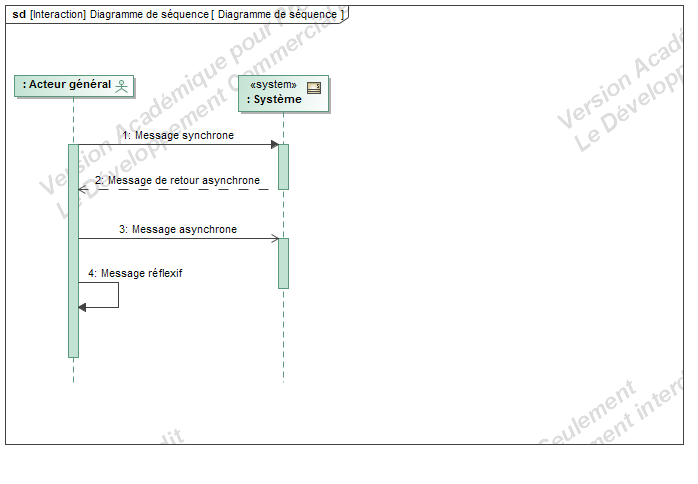 sd [Interaction] Diagramme de séquence [ Diagramme de séquence ]
: Acteur général
«system»
: Système
1: Message synchrone
2: Message de retour asynchrone
3: Message asynchrone
4: Message réflexif
Version Académique pour
Le Développement Commercial
Version Acad
Le Dévelop
Seulement
ment interd
dit